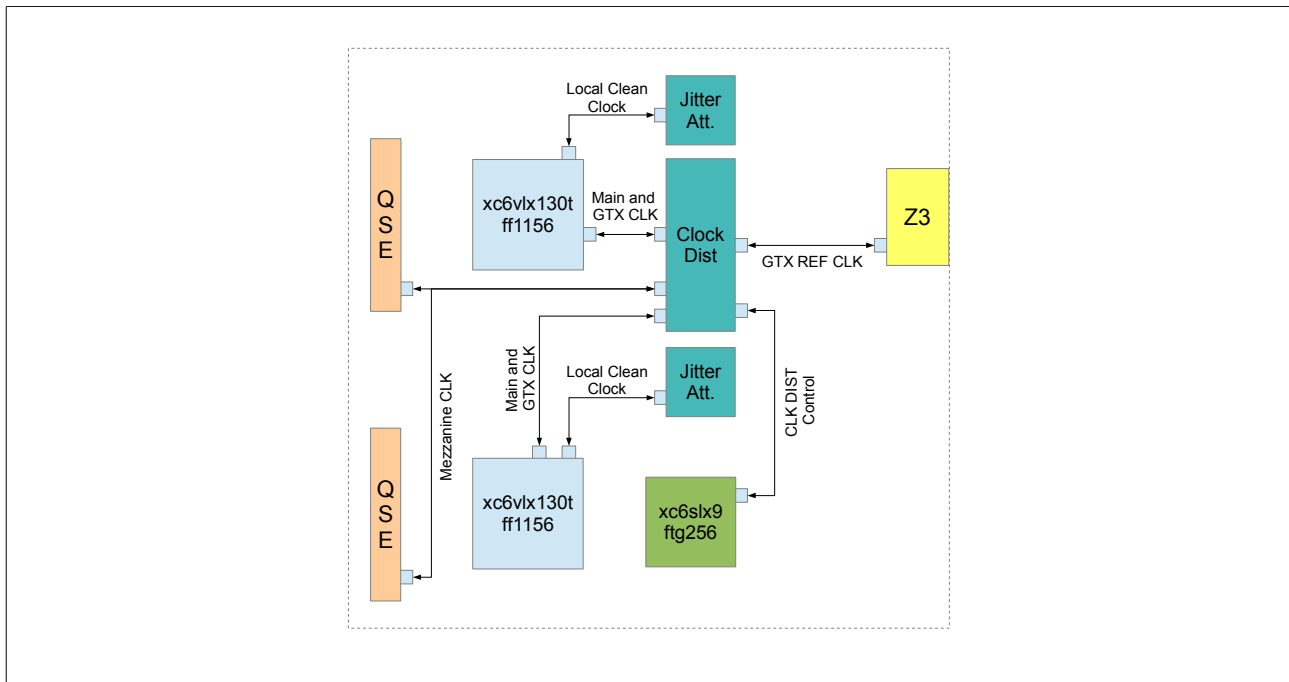 Local Clean
Clock
Jitter
Att.
Q
S
E
xc6vlx130t
ff1156
Main and
GTX CLK
Clock
Dist
Z3
GTX REF CLK
Mezzanine CLK
Main and
GTX CLK
Local Clean
Clock
Jitter
Att.
CLK DIST
Control
Q
S
E
xc6vlx130t
ff1156
xc6slx9
ftg256